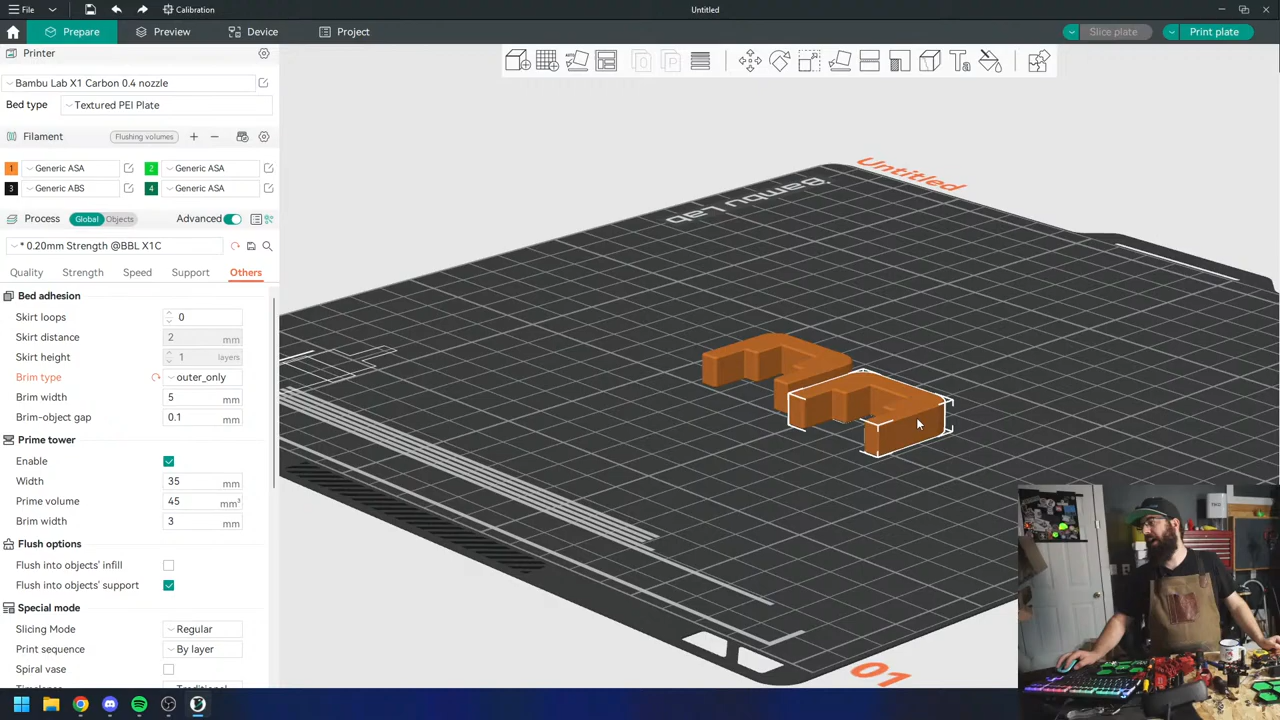 File
Calibration
Untitled
Prepare
Preview
Device
Project
Slice plate
Print plate
Printer
Bambu Lab X1 Carbon 0.4 nozzle
Bed type
Textured PEI Plate
Filament
Flushing volumes
1 Generic ASA
2 Generic ASA
3 Generic ABS
4 Generic ASA
Process
Global
Objects
Advanced
* 0.20mm Strength @BBL X1C
Quality
Strength
Speed
Support
Others
Bed adhesion
Skirt loops 0
Skirt distance 2 mm
Skirt height 1 layers
Brim type outer_only
Brim width 5 mm
Brim-object gap 0.1 mm
Prime tower
Enable
Width 35 mm
Prime volume 45 mm³
Brim width 3 mm
Flush options
Flush into objects' infill
Flush into objects' support
Special mode
Slicing Mode Regular
Print sequence By layer
Spiral vase
Untitled
Bambu Lab
01